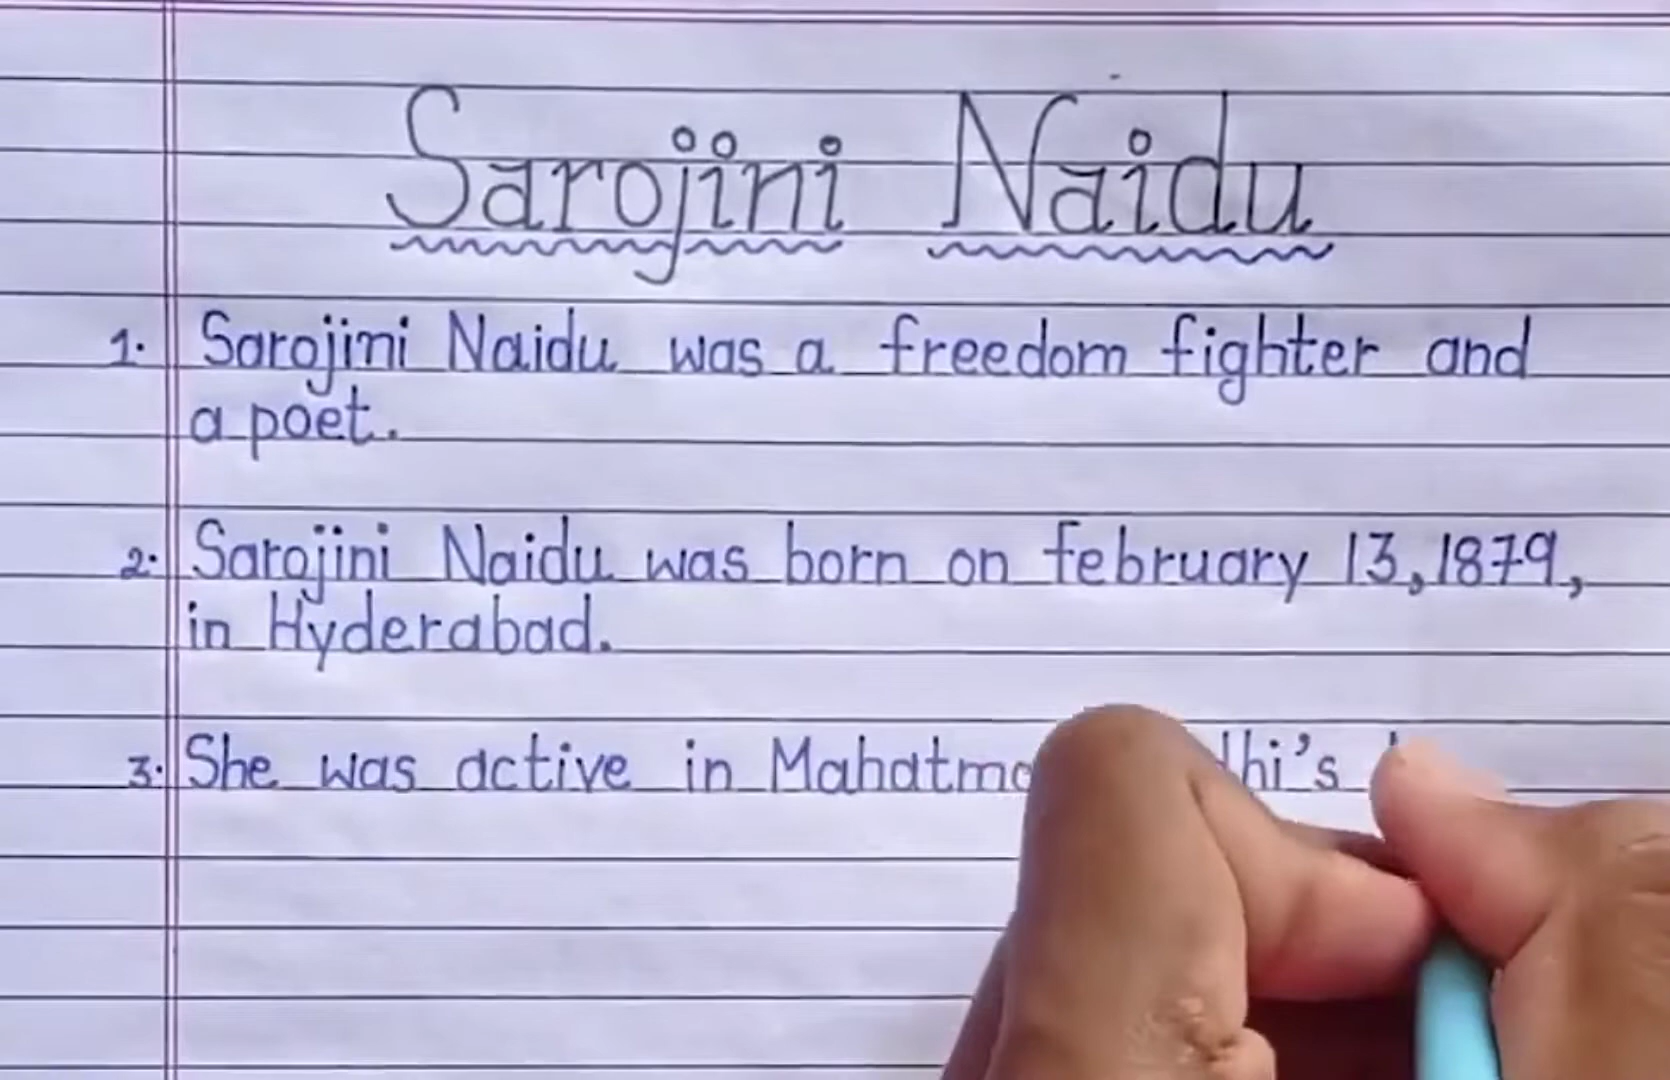 Sarojini Naidu
1. Sarojini Naidu was a freedom fighter and
a poet.
2. Sarojini Naidu was born on february 13, 1879,
in Hyderabad.
3. She was active in